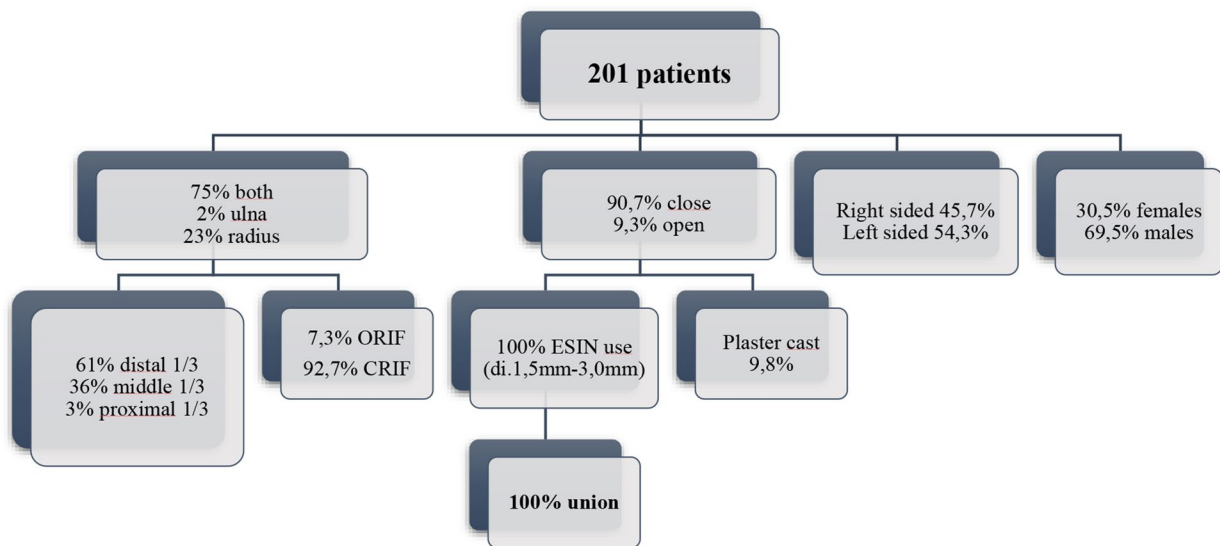 201 patients
75% both
2% ulna
23% radius
90,7% close
9,3% open
Right sided 45,7%
Left sided 54,3%
30,5% females
69,5% males
61% distal 1/3
36% middle 1/3
3% proximal 1/3
7,3% ORIF
92,7% CRIF
100% ESIN use
(di.1,5mm-3,0mm)
Plaster cast
9,8%
100% union